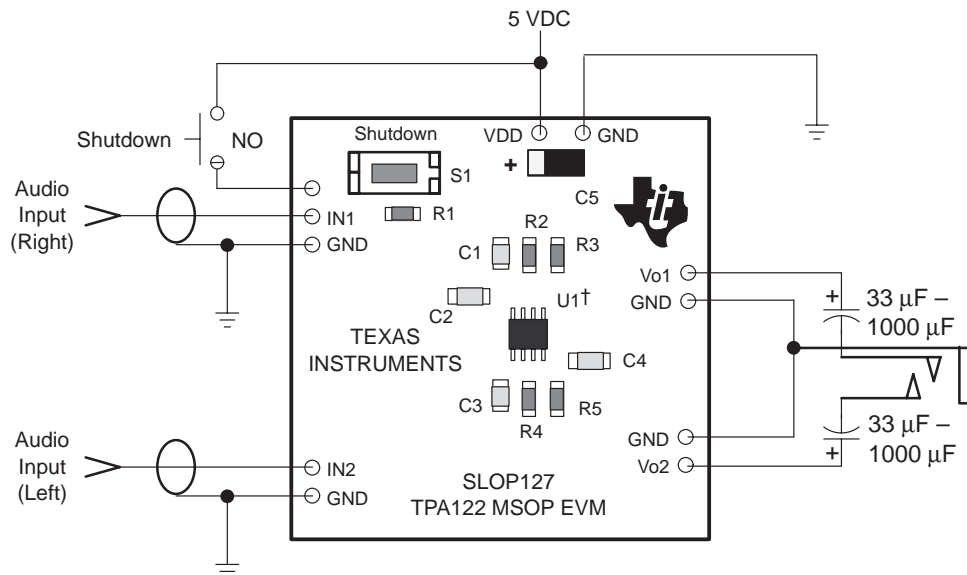 5 VDC
Shutdown
NO
Shutdown
VDD
GND
+
S1
C5
Audio
Input
(Right)
IN1
R1
GND
C1
R2
R3
Vo1
GND
+
33 µF –
1000 µF
C2
U1†
TEXAS
INSTRUMENTS
C4
C3
R4
R5
33 µF –
1000 µF
+
GND
Vo2
Audio
Input
(Left)
IN2
GND
SLOP127
TPA122 MSOP EVM